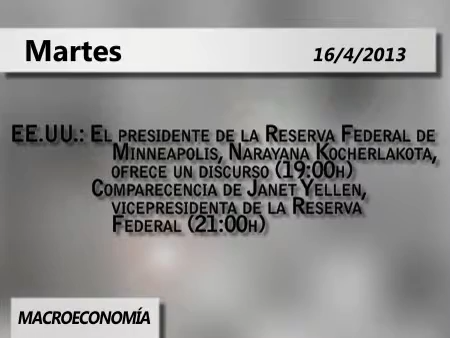 Martes 16/4/2013
EE.UU.: El presidente de la Reserva Federal de
Minneapolis, Narayana Kocherlakota,
ofrece un discurso (19:00h)
Comparecencia de Janet Yellen,
vicepresidenta de la Reserva
Federal (21:00h)
MACROECONOMÍA